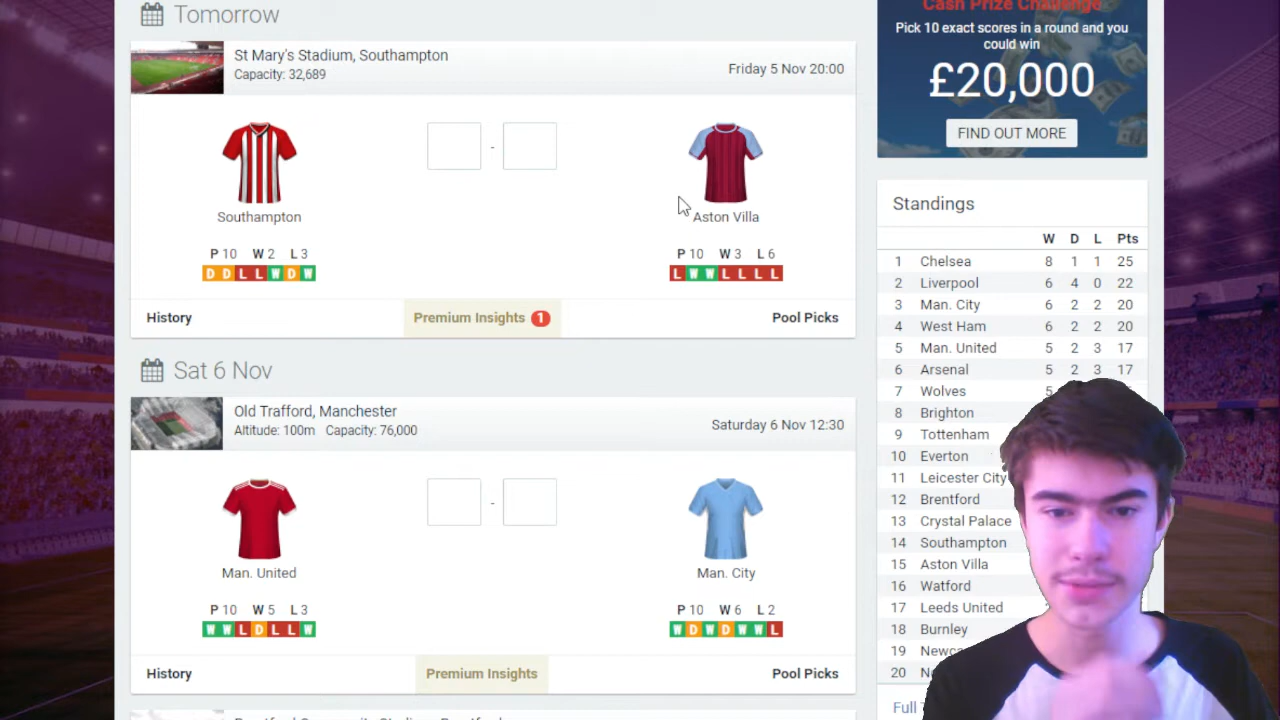 Tomorrow
St Mary's Stadium, Southampton
Capacity: 32,689
Friday 5 Nov 20:00
-
Southampton
Aston Villa
P 10 W 2 L 3
P 10 W 3 L 6
D D L L W D W
L W W L L L L
History
Premium Insights 1
Pool Picks
Sat 6 Nov
Old Trafford, Manchester
Altitude: 100m Capacity: 76,000
Saturday 6 Nov 12:30
-
Man. United
Man. City
P 10 W 5 L 3
P 10 W 6 L 2
W W L D L L W
W D W D W W L
History
Premium Insights
Pool Picks
Cash Prize Challenge
Pick 10 exact scores in a round and you
could win
£20,000
FIND OUT MORE
Standings
W D L Pts
1 Chelsea 8 1 1 25
2 Liverpool 6 4 0 22
3 Man. City 6 2 2 20
4 West Ham 6 2 2 20
5 Man. United 5 2 3 17
6 Arsenal 5 2 3 17
7 Wolves 5
8 Brighton
9 Tottenham
10 Everton
11 Leicester City
12 Brentford
13 Crystal Palace
14 Southampton
15 Aston Villa
16 Watford
17 Leeds United
18 Burnley
19
20
Full